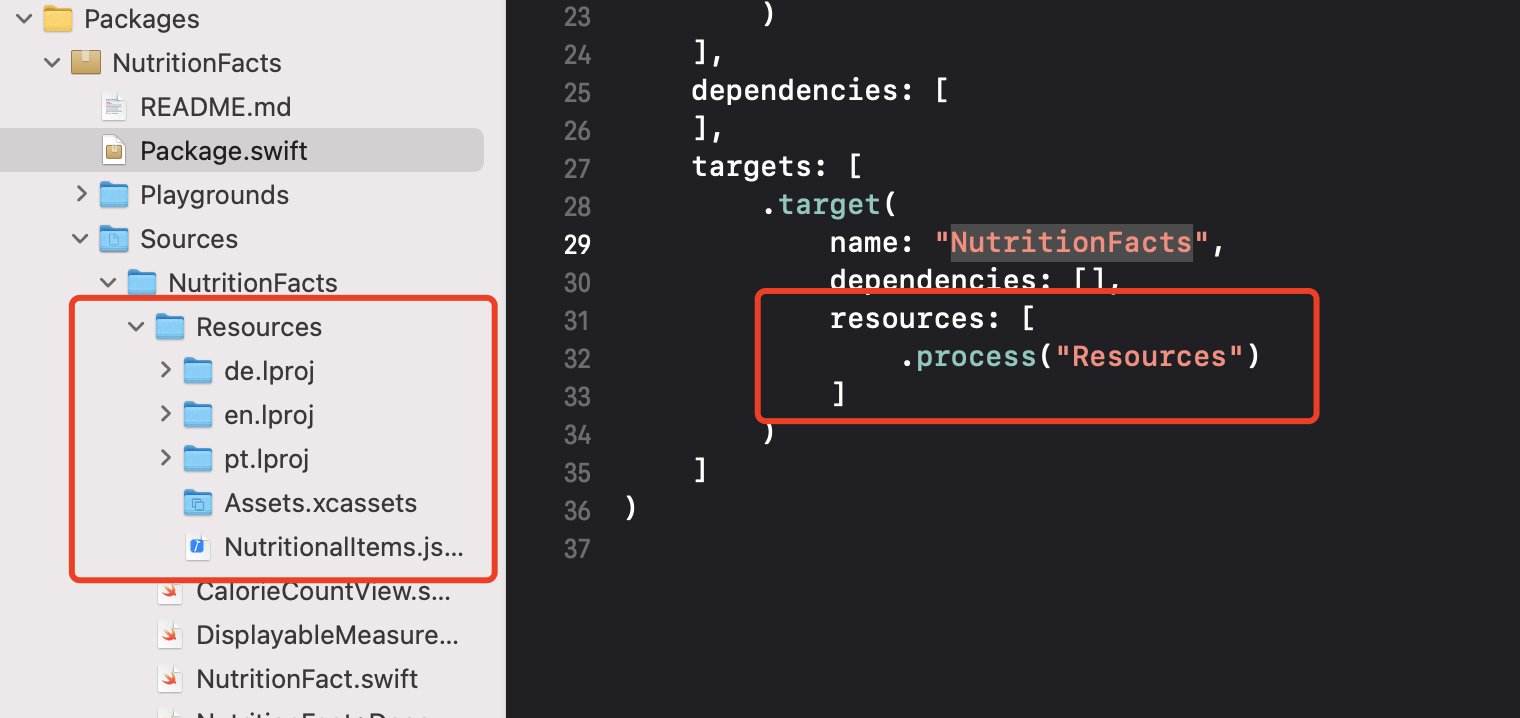 Packages
NutritionFacts
README.md
Package.swift
Playgrounds
Sources
NutritionFacts
Resources
de.lproj
en.lproj
pt.lproj
Assets.xcassets
NutritionalItems.js...
CalorieCountView.s...
DisplayableMeasure...
NutritionFact.swift
23 )
24 ],
25 dependencies: [
26 ],
27 targets: [
28 .target(
29 name: "NutritionFacts",
30 dependencies: [],
31 resources: [
32 .process("Resources")
33 ]
34 )
35 ]
36 )
37